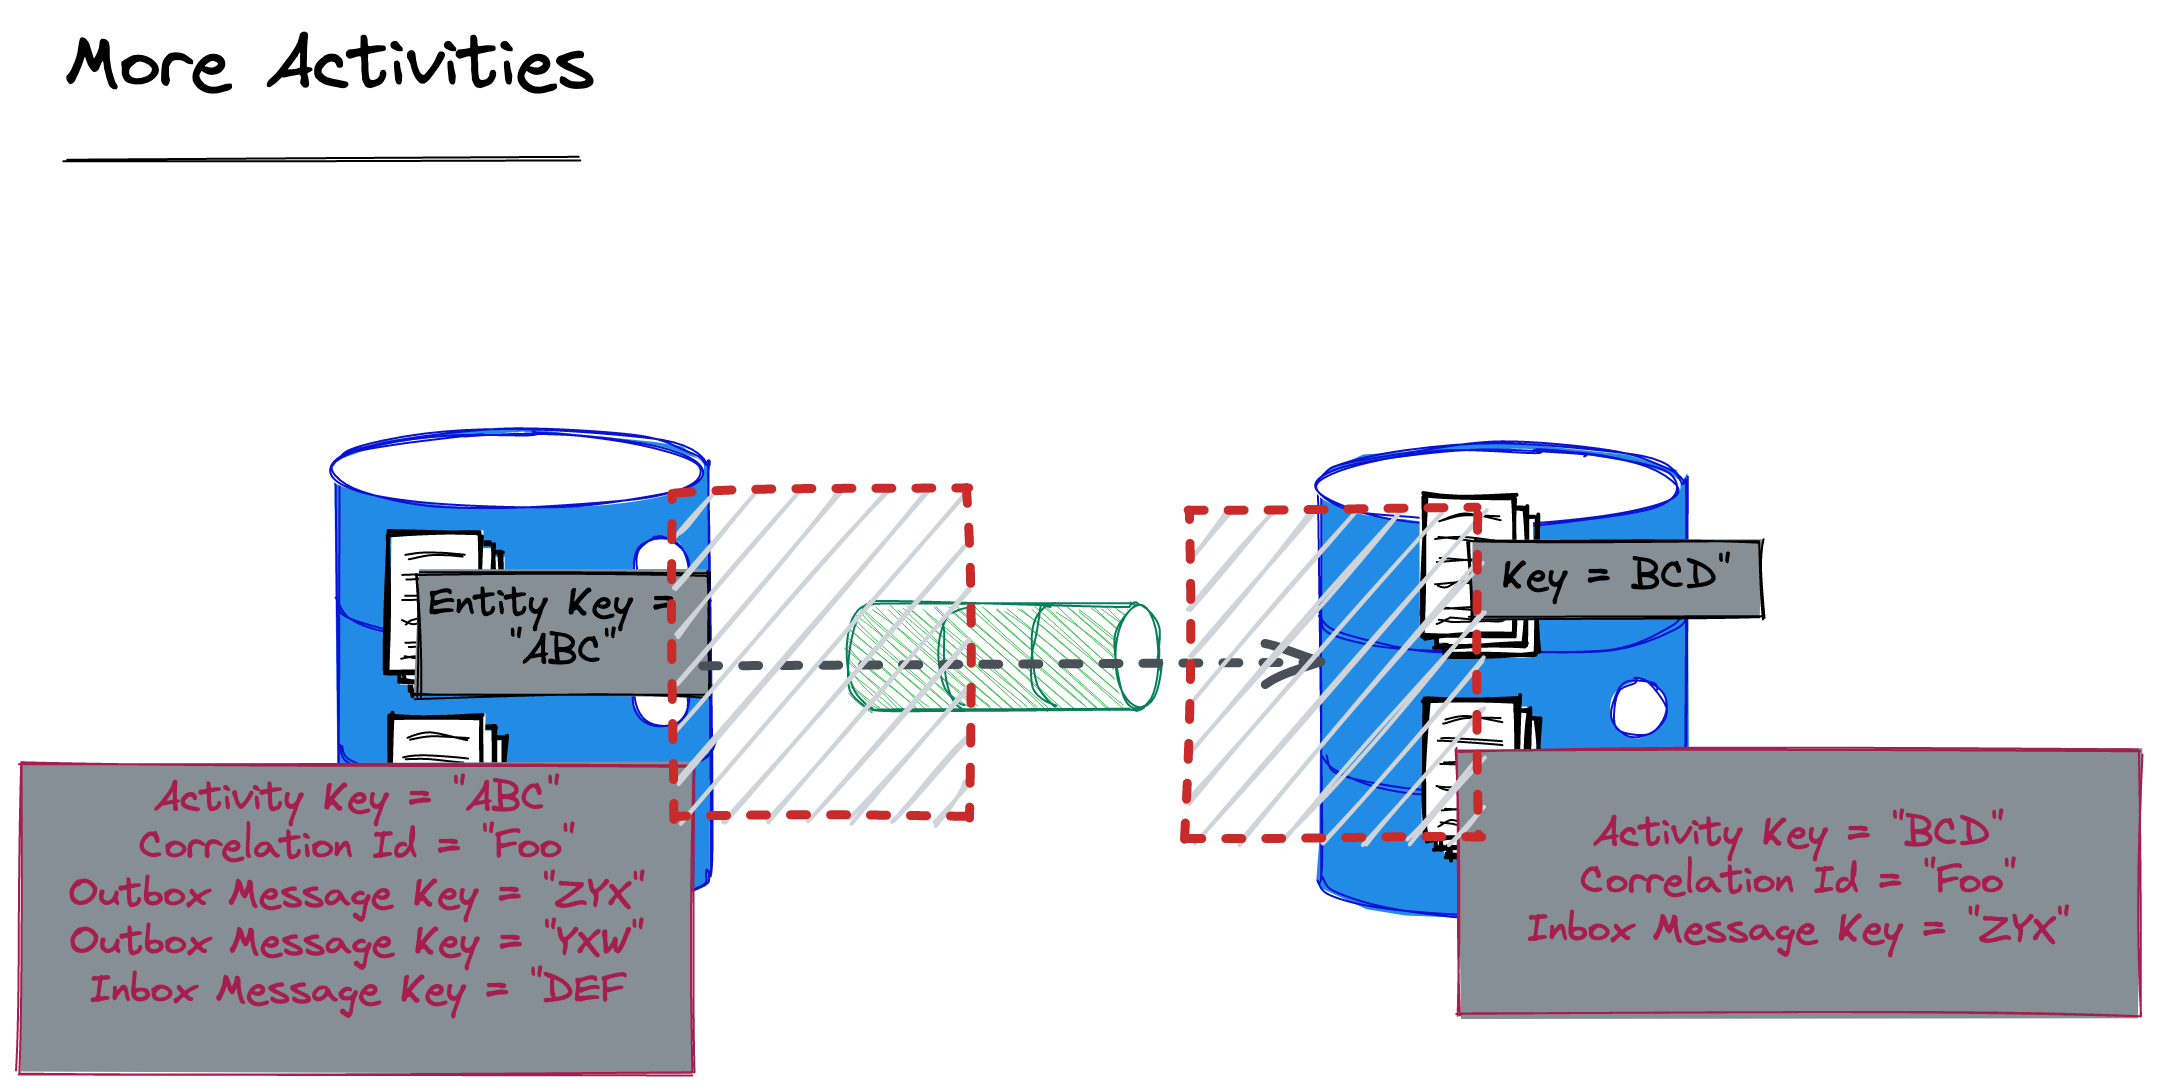 More Activities
Entity Key =
"ABC"
Key = BCD"
Activity Key = "ABC"
Correlation Id = "Foo"
Outbox Message Key = "ZYX"
Outbox Message Key = "YXW"
Inbox Message Key = "DEF
Activity Key = "BCD"
Correlation Id = "Foo"
Inbox Message Key = "ZYX"